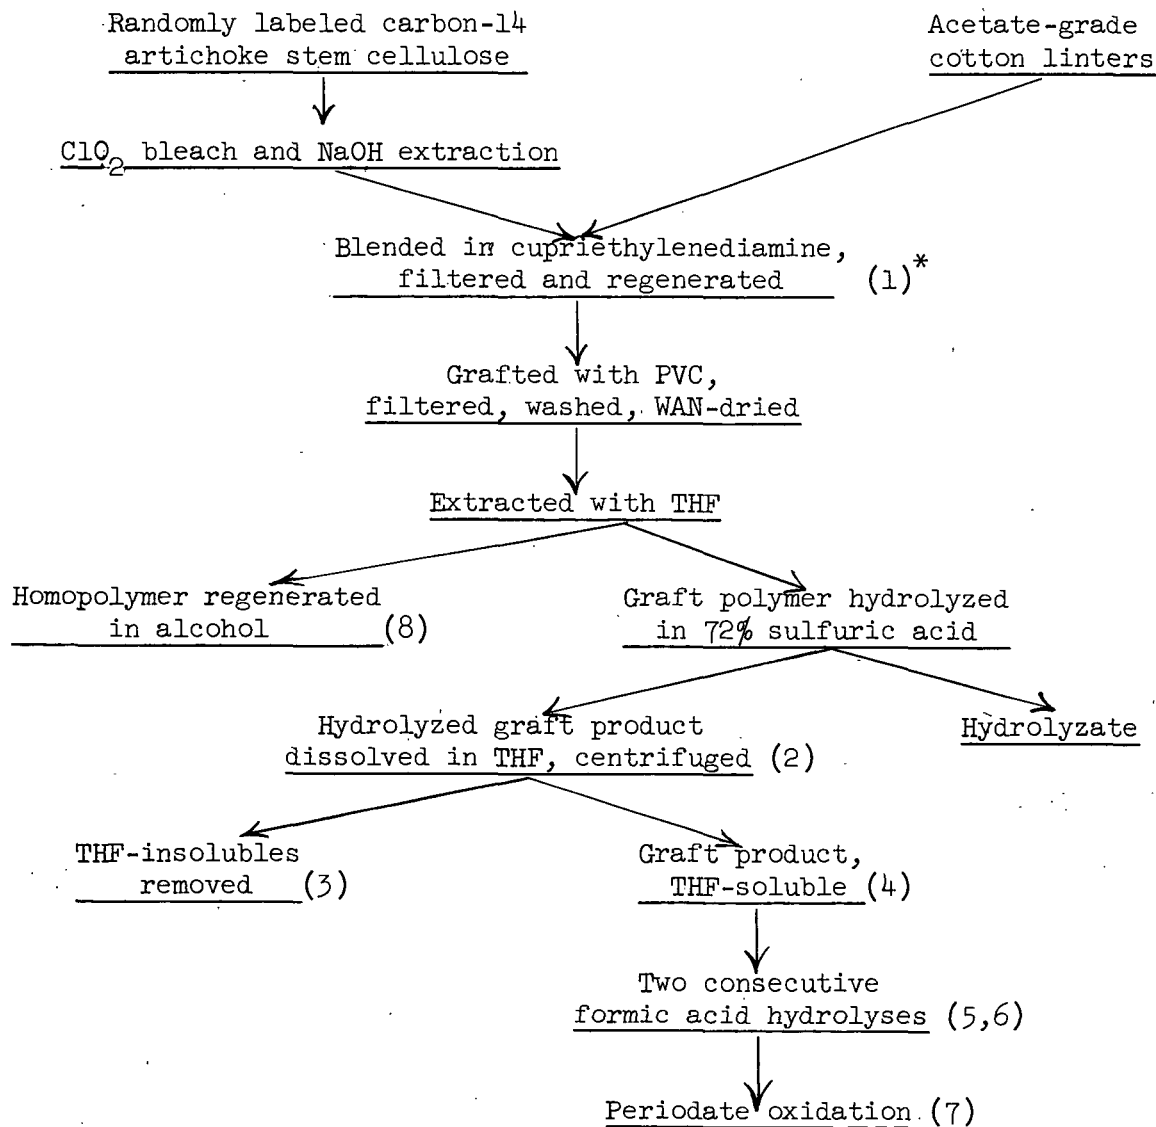 Randomly labeled carbon-14
artichoke stem cellulose
Acetate-grade
cotton linters
ClO2 bleach and NaOH extraction
Blended in cupriethylenediamine,
filtered and regenerated (1)*
Grafted with PVC,
filtered, washed, WAN-dried
Extracted with THF
Homopolymer regenerated
in alcohol (8)
Graft polymer hydrolyzed
in 72% sulfuric acid
Hydrolyzed graft product
dissolved in THF, centrifuged (2)
Hydrolyzate
THF-insolubles
removed (3)
Graft product,
THF-soluble (4)
Two consecutive
formic acid hydrolyses (5,6)
Periodate oxidation (7)